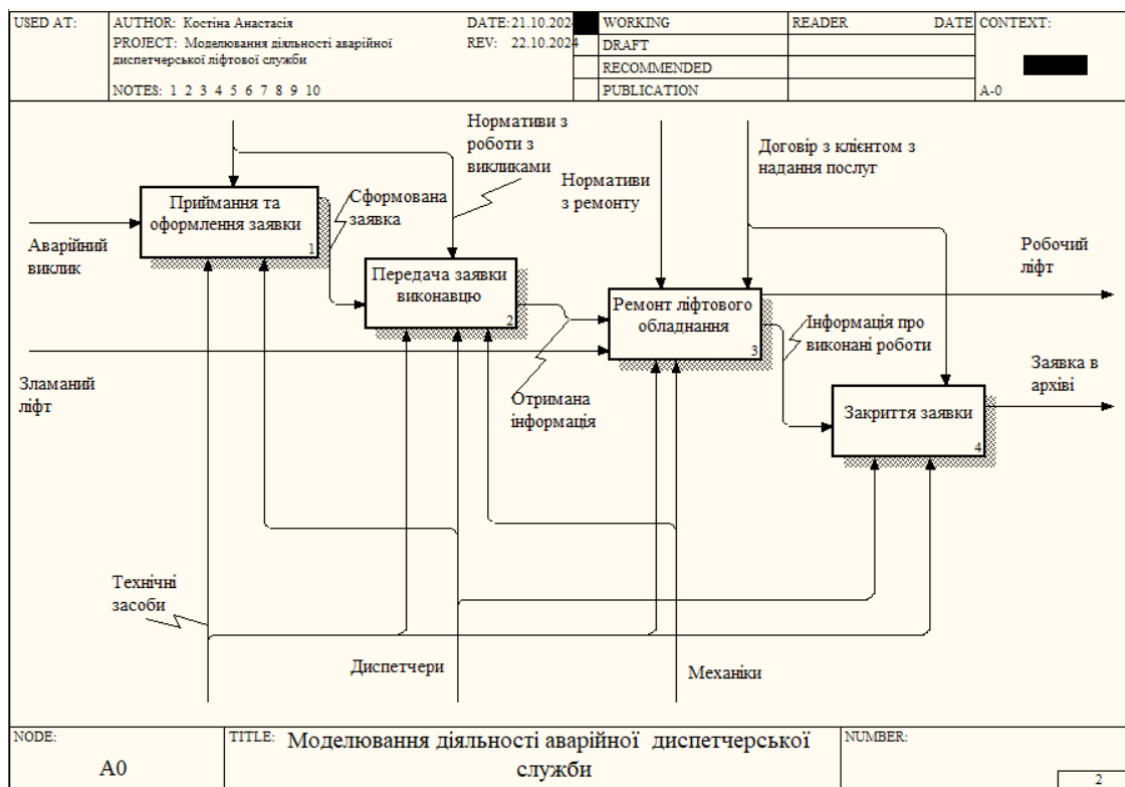 USED AT:
AUTHOR: Костіна Анастасія
DATE: 21.10.202
PROJECT: Моделювання діяльності аварійної
диспетчерської ліфтової служби
REV: 22.10.2024
NOTES: 1 2 3 4 5 6 7 8 9 10
WORKING
DRAFT
RECOMMENDED
PUBLICATION
READER
DATE
CONTEXT:
A-0
Нормативи з
роботи з
викликами
Договір з клієнтом з
надання послуг
Нормативи
з ремонту
Приймання та
оформлення заявки
1
Сформована
заявка
Аварійний
виклик
Робочий
ліфт
Передача заявки
виконавцю
2
Ремонт ліфтового
обладнання
3
Інформація про
виконані роботи
Зламаний
ліфт
Отримана
інформація
Заявка в
архіві
Закриття заявки
4
Технічні
засоби
Диспетчери
Механіки
NODE:
A0
TITLE: Моделювання діяльності аварійної диспетчерської
служби
NUMBER:
2